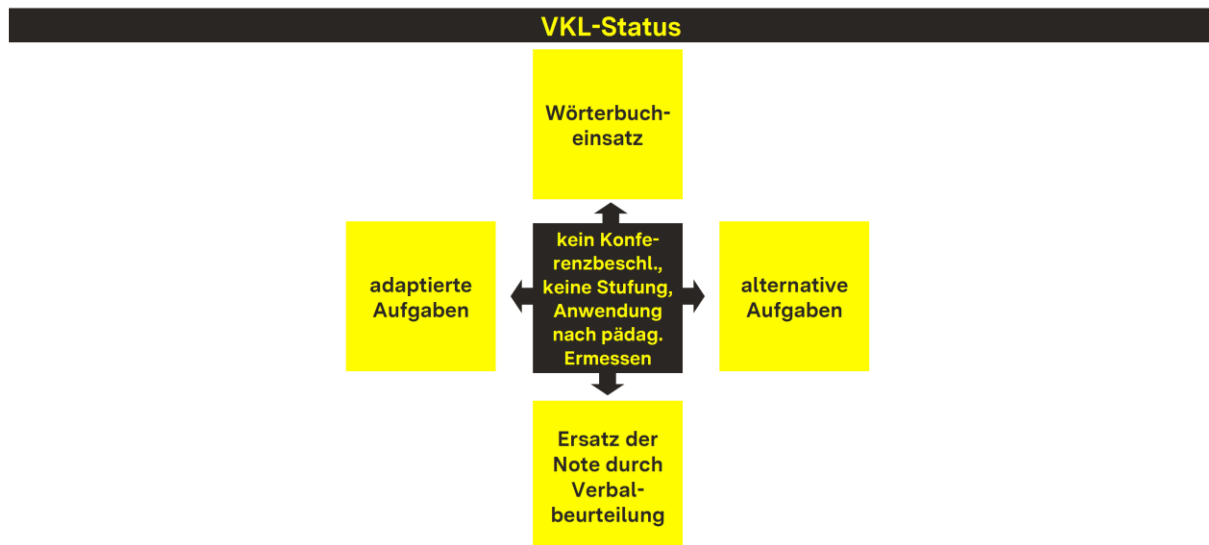 VKL-Status
Wörterbuch-
einsatz
adaptierte
Aufgaben
kein Konfe-
renzbeschl.,
keine Stufung,
Anwendung
nach pädag.
Ermessen
alternative
Aufgaben
Ersatz der
Note durch
Verbal-
beurteilung